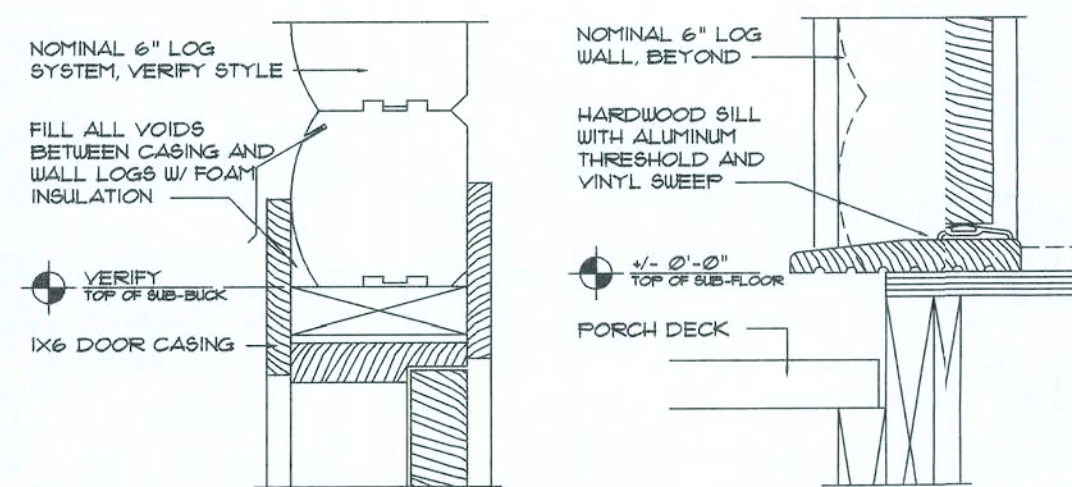 NOMINAL 6" LOG
SYSTEM, VERIFY STYLE
FILL ALL VOIDS
BETWEEN CASING AND
WALL LOGS W/ FOAM
INSULATION
VERIFY
TOP OF SUB-BUCK
1X6 DOOR CASING
NOMINAL 6" LOG
WALL, BEYOND
HARDWOOD SILL
WITH ALUMINUM
THRESHOLD AND
VINYL SWEEP
+/- 0'-0"
TOP OF SUB-FLOOR
PORCH DECK